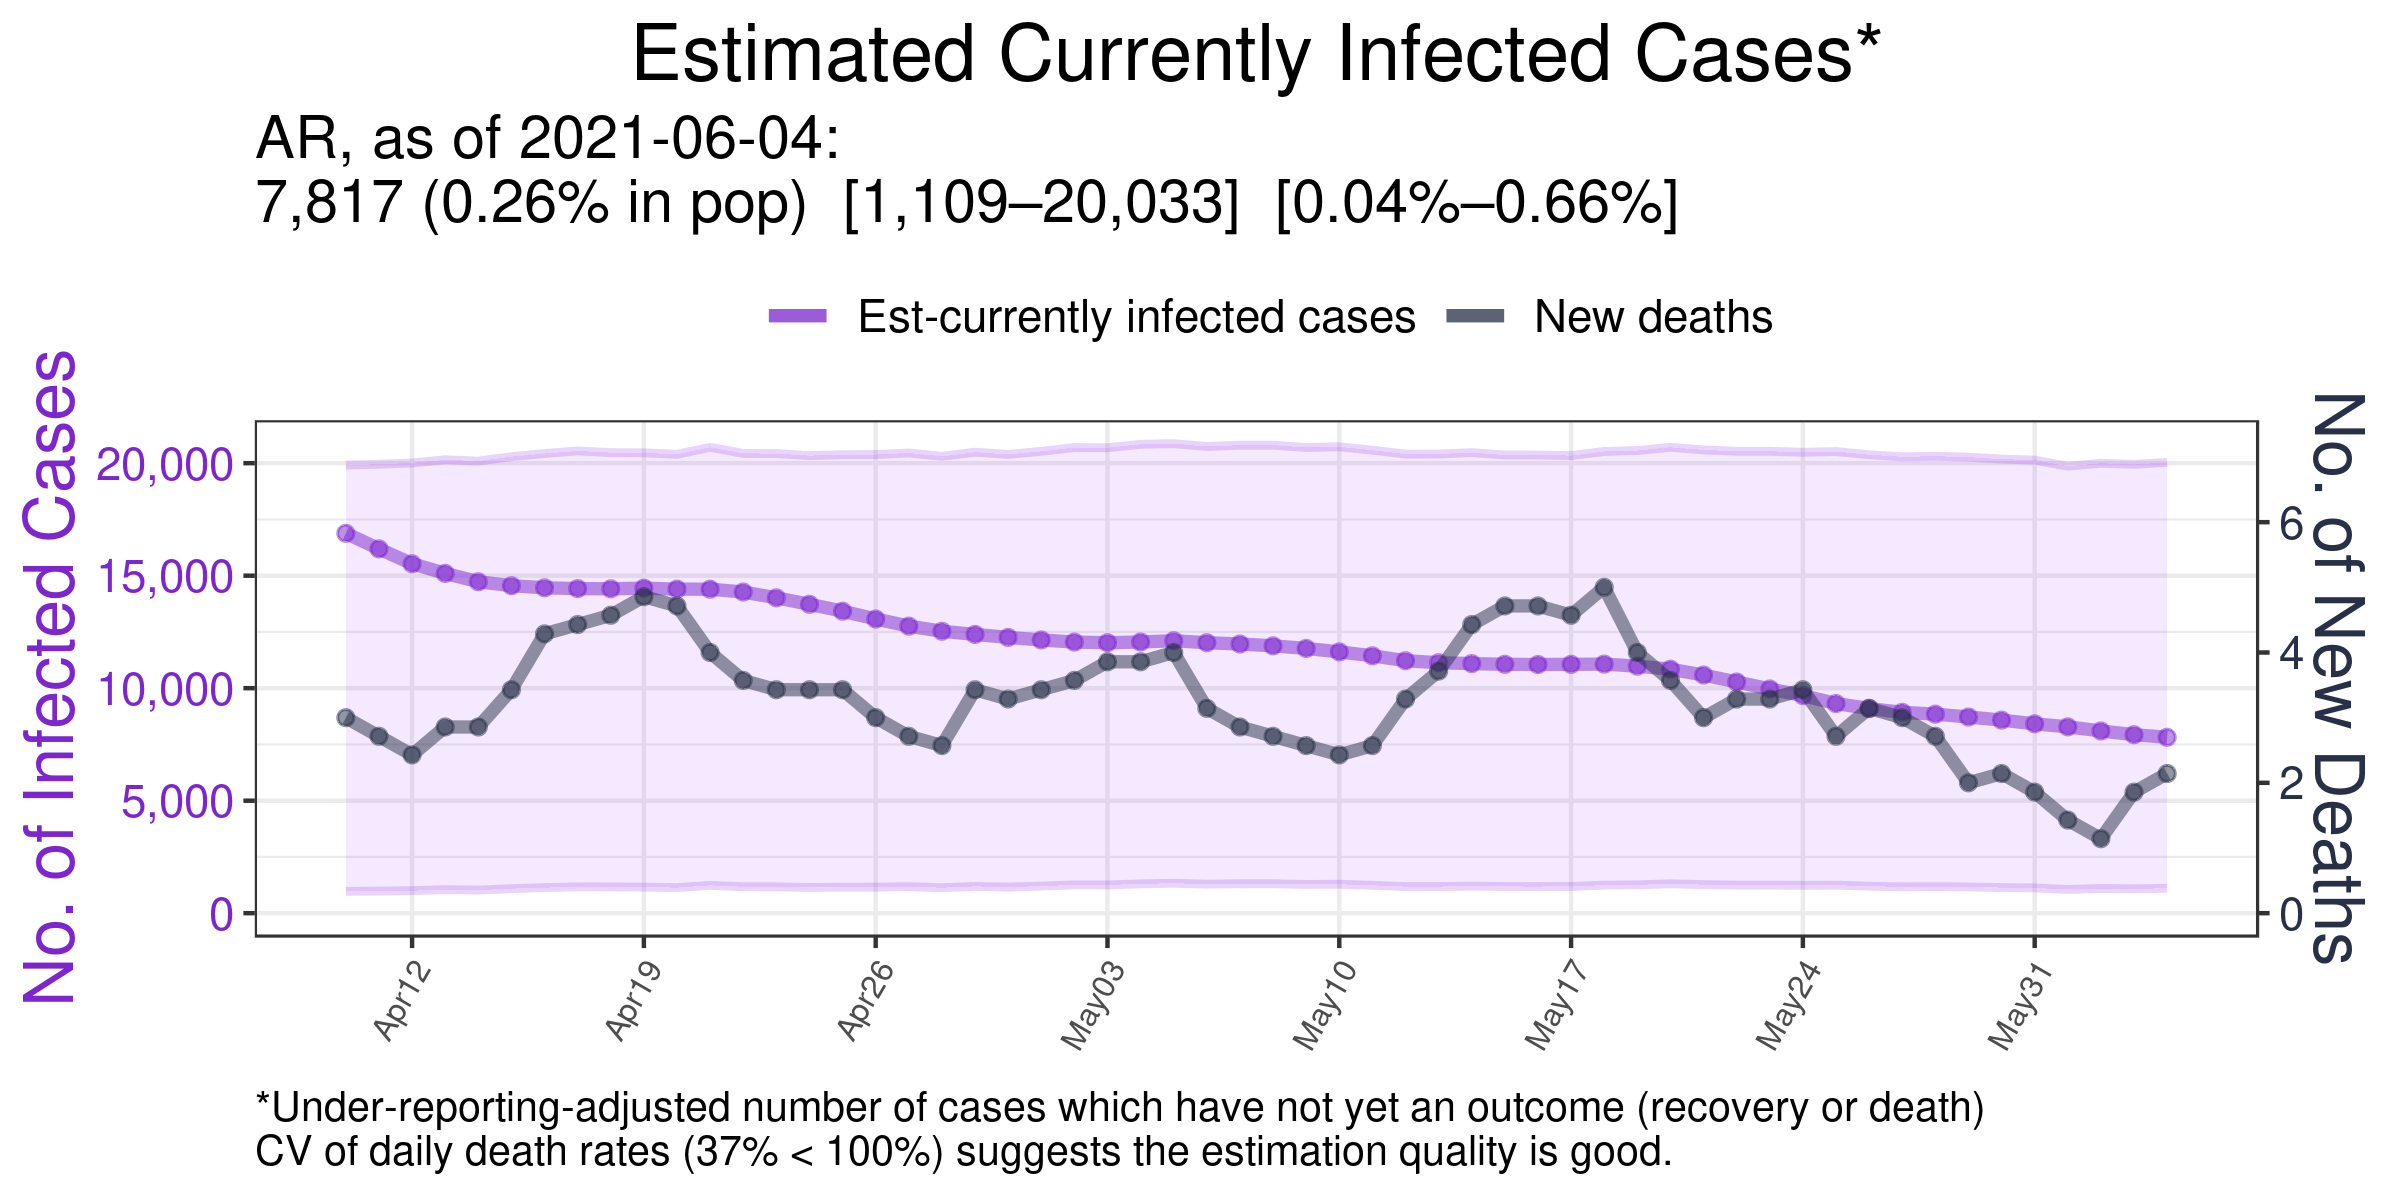 Estimated Currently Infected Cases*
AR, as of 2021-06-04:
7,817 (0.26% in pop)  [1,109–20,033]  [0.04%–0.66%]
Est-currently infected cases
New deaths
No. of Infected Cases
20,000
15,000
10,000
5,000
0
6
4
2
0
No. of New Deaths
Apr12
Apr19
Apr26
May03
May10
May17
May24
May31
*Under-reporting-adjusted number of cases which have not yet an outcome (recovery or death)
CV of daily death rates (37% < 100%) suggests the estimation quality is good.